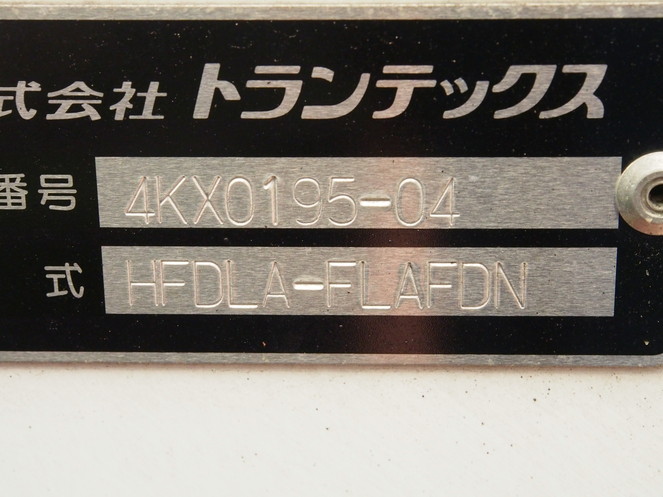 式会社 トランテックス
番号 4KX0195-04
式 HFDLA-FLAFDN